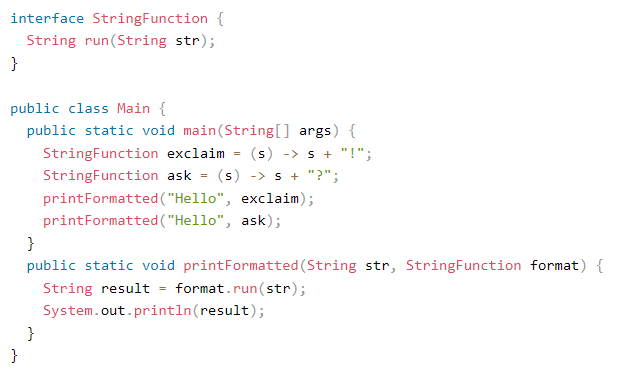 interface StringFunction {
  String run(String str);
}

public class Main {
  public static void main(String[] args) {
    StringFunction exclaim = (s) -> s + "!";
    StringFunction ask = (s) -> s + "?";
    printFormatted("Hello", exclaim);
    printFormatted("Hello", ask);
  }
  public static void printFormatted(String str, StringFunction format) {
    String result = format.run(str);
    System.out.println(result);
  }
}